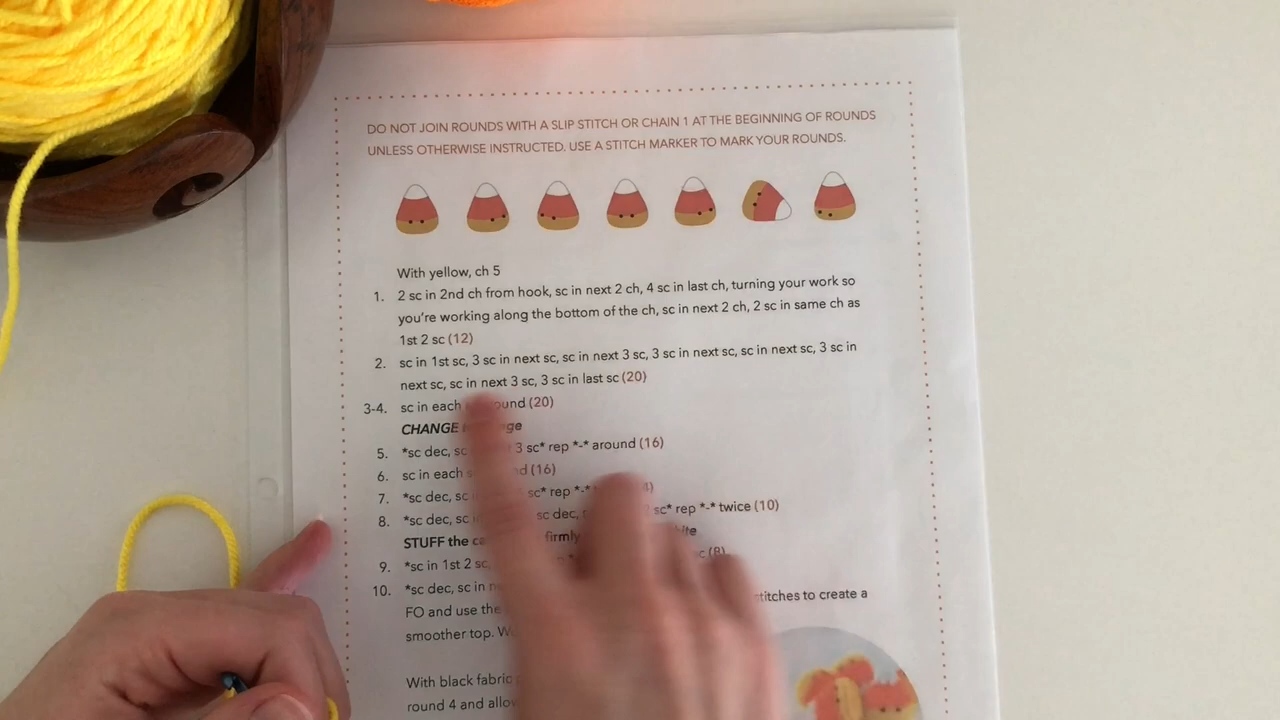 DO NOT JOIN ROUNDS WITH A SLIP STITCH OR CHAIN 1 AT THE BEGINNING OF ROUNDS
UNLESS OTHERWISE INSTRUCTED. USE A STITCH MARKER TO MARK YOUR ROUNDS.
With yellow, ch 5
1. 2 sc in 2nd ch from hook, sc in next 2 ch, 4 sc in last ch, turning your work so
you're working along the bottom of the ch, sc in next 2 ch, 2 sc in same ch as
1st 2 sc (12)
2. sc in 1st sc, 3 sc in next sc, sc in next 3 sc, 3 sc in next sc, sc in next sc, 3 sc in
next sc, sc in next 3 sc, 3 sc in last sc (20)
3-4. sc in each round (20)
CHANGE
5. *sc dec, sc 3 sc* rep *-* around (16)
6. sc in each (16)
7. *sc dec, sc sc* rep *-*
8. *sc dec, sc sc dec, sc* rep *-* twice (10)
STUFF the firmly
9. *sc in 1st 2 sc, (8)
10. *sc dec, sc in
FO and use the stitches to create a
smoother top.
With black
round 4 and